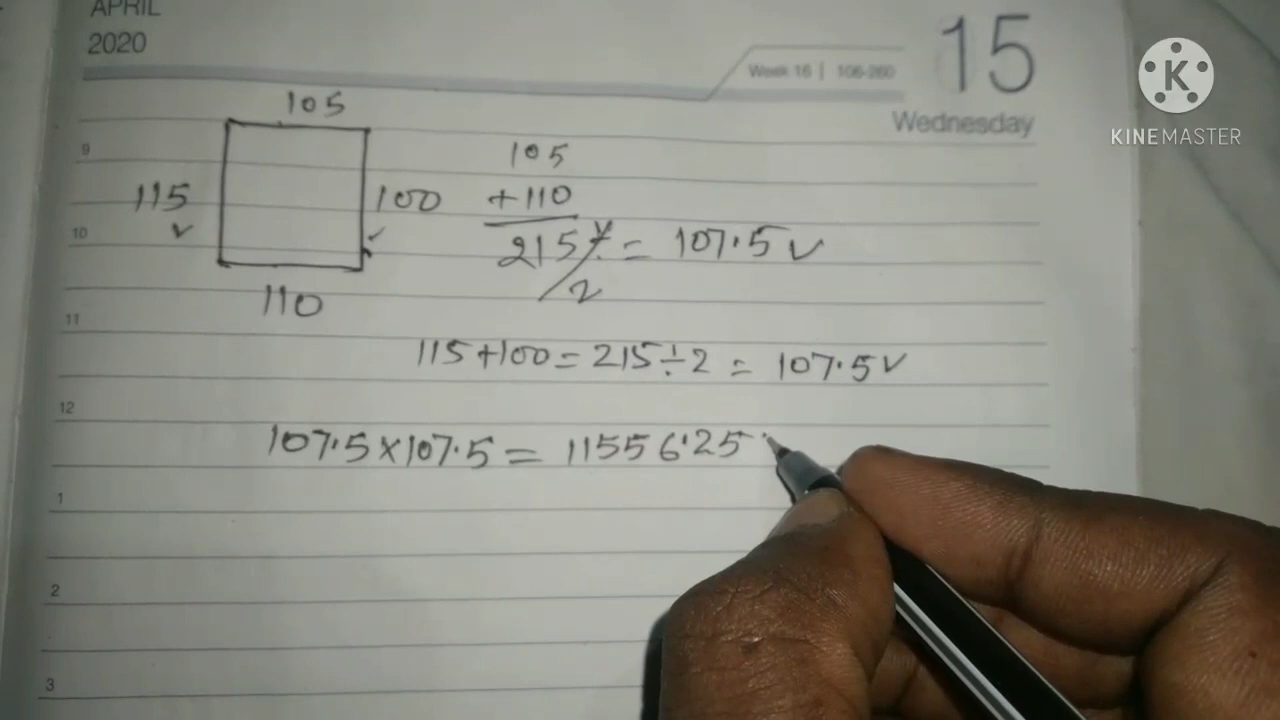 APRIL
2020
Week 16 | 106-260
15
Wednesday
KINEMASTER
105
115
100
110
105
+110
215/2 = 107.5
115+100=215÷2 = 107.5
107.5×107.5= 11556.25
9
10
11
12
1
2
3